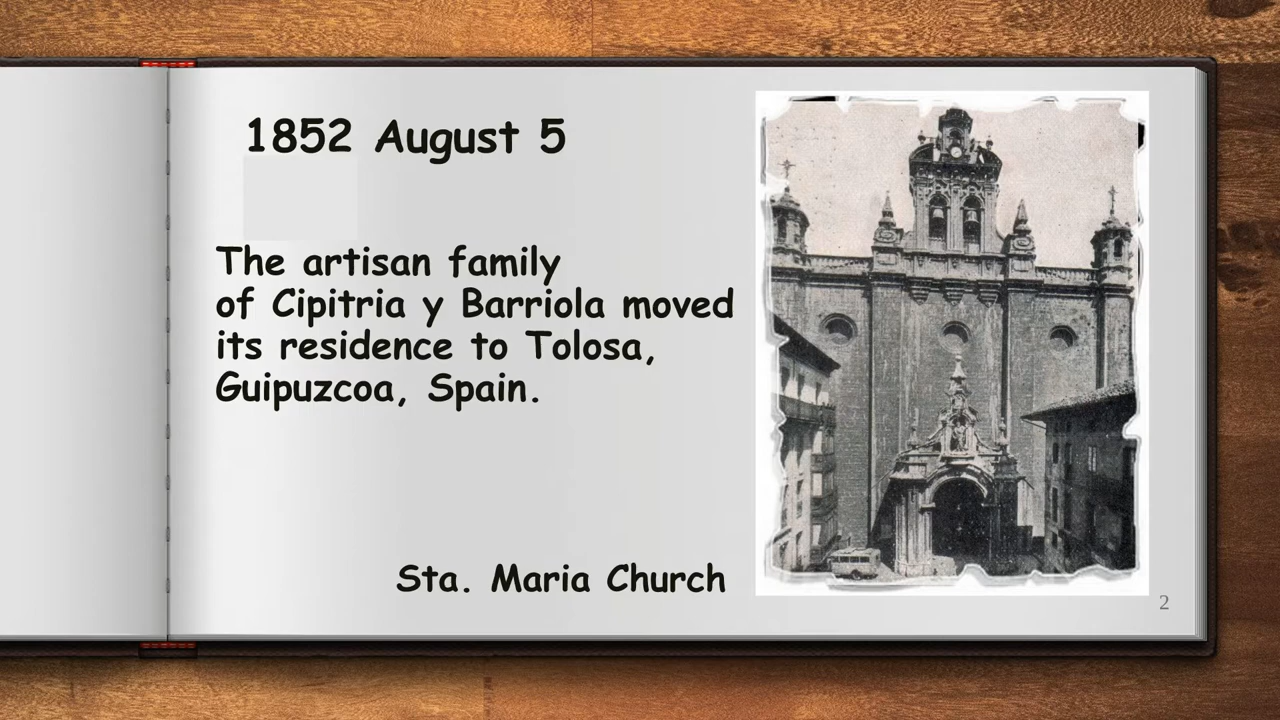 1852 August 5
The artisan family
of Cipitria y Barriola moved
its residence to Tolosa,
Guipuzcoa, Spain.
Sta. Maria Church
2